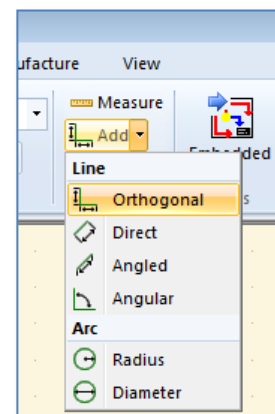 ufacture View
Measure
Add
Embedded
Line
Orthogonal
s
Direct
Angled
Angular
Arc
Radius
Diameter